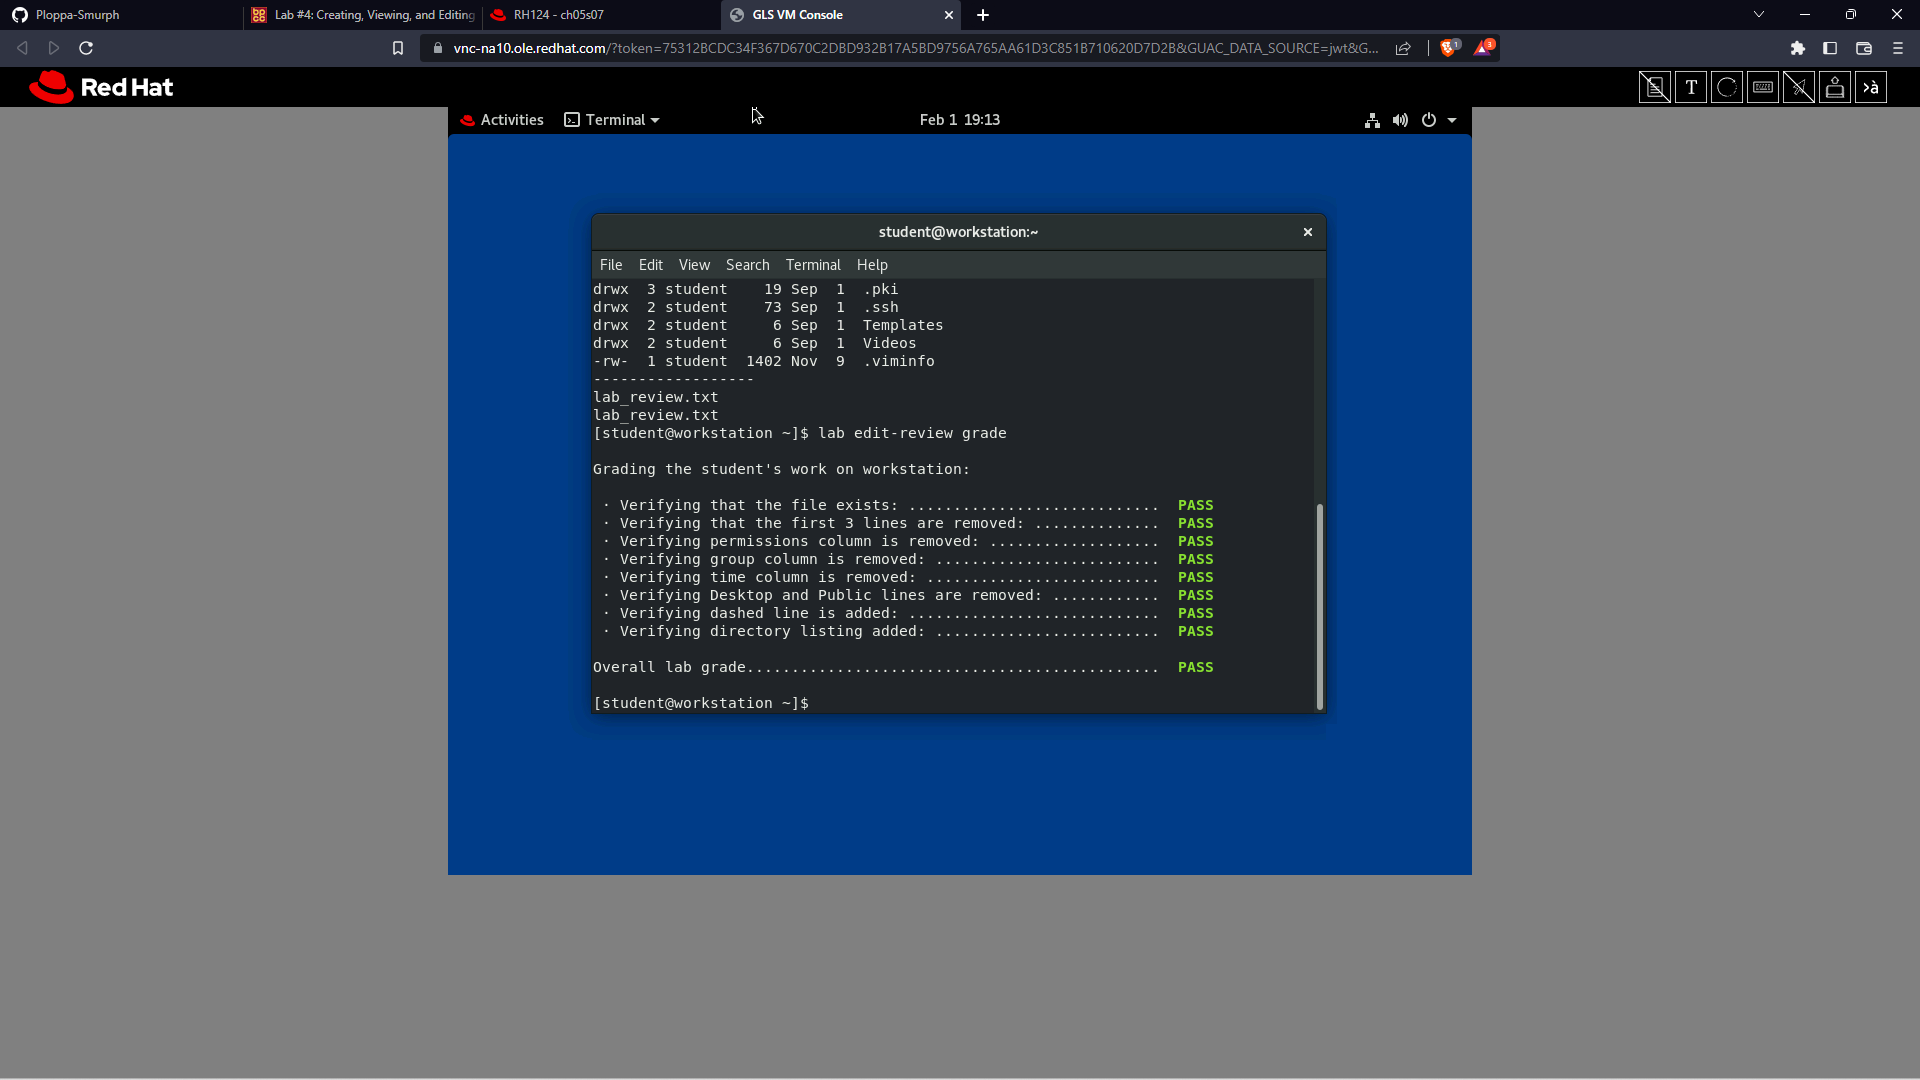 Ploppa-Smurph
Lab #4: Creating, Viewing, and Editing
RH124 - ch05s07
GLS VM Console
vnc-na10.ole.redhat.com/?token=75312BCDC34F367D670C2DBD932B17A5BD9756A765AA61D3C851B710620D7D2B&GUAC_DATA_SOURCE=jwt&G...
1
3
Red Hat
T
>à
Activities
Terminal
Feb 1 19:13
student@workstation:~
File Edit View Search Terminal Help
drwx  3 student    19 Sep  1  .pki
drwx  2 student    73 Sep  1  .ssh
drwx  2 student     6 Sep  1  Templates
drwx  2 student     6 Sep  1  Videos
-rw-  1 student  1402 Nov  9  .viminfo
------------------
lab_review.txt
lab_review.txt
[student@workstation ~]$ lab edit-review grade
Grading the student's work on workstation:
· Verifying that the file exists: ............................  PASS
· Verifying that the first 3 lines are removed: ..............  PASS
· Verifying permissions column is removed: ...................  PASS
· Verifying group column is removed: .........................  PASS
· Verifying time column is removed: ..........................  PASS
· Verifying Desktop and Public lines are removed: ............  PASS
· Verifying dashed line is added: ............................  PASS
· Verifying directory listing added: .........................  PASS
Overall lab grade..............................................  PASS
[student@workstation ~]$